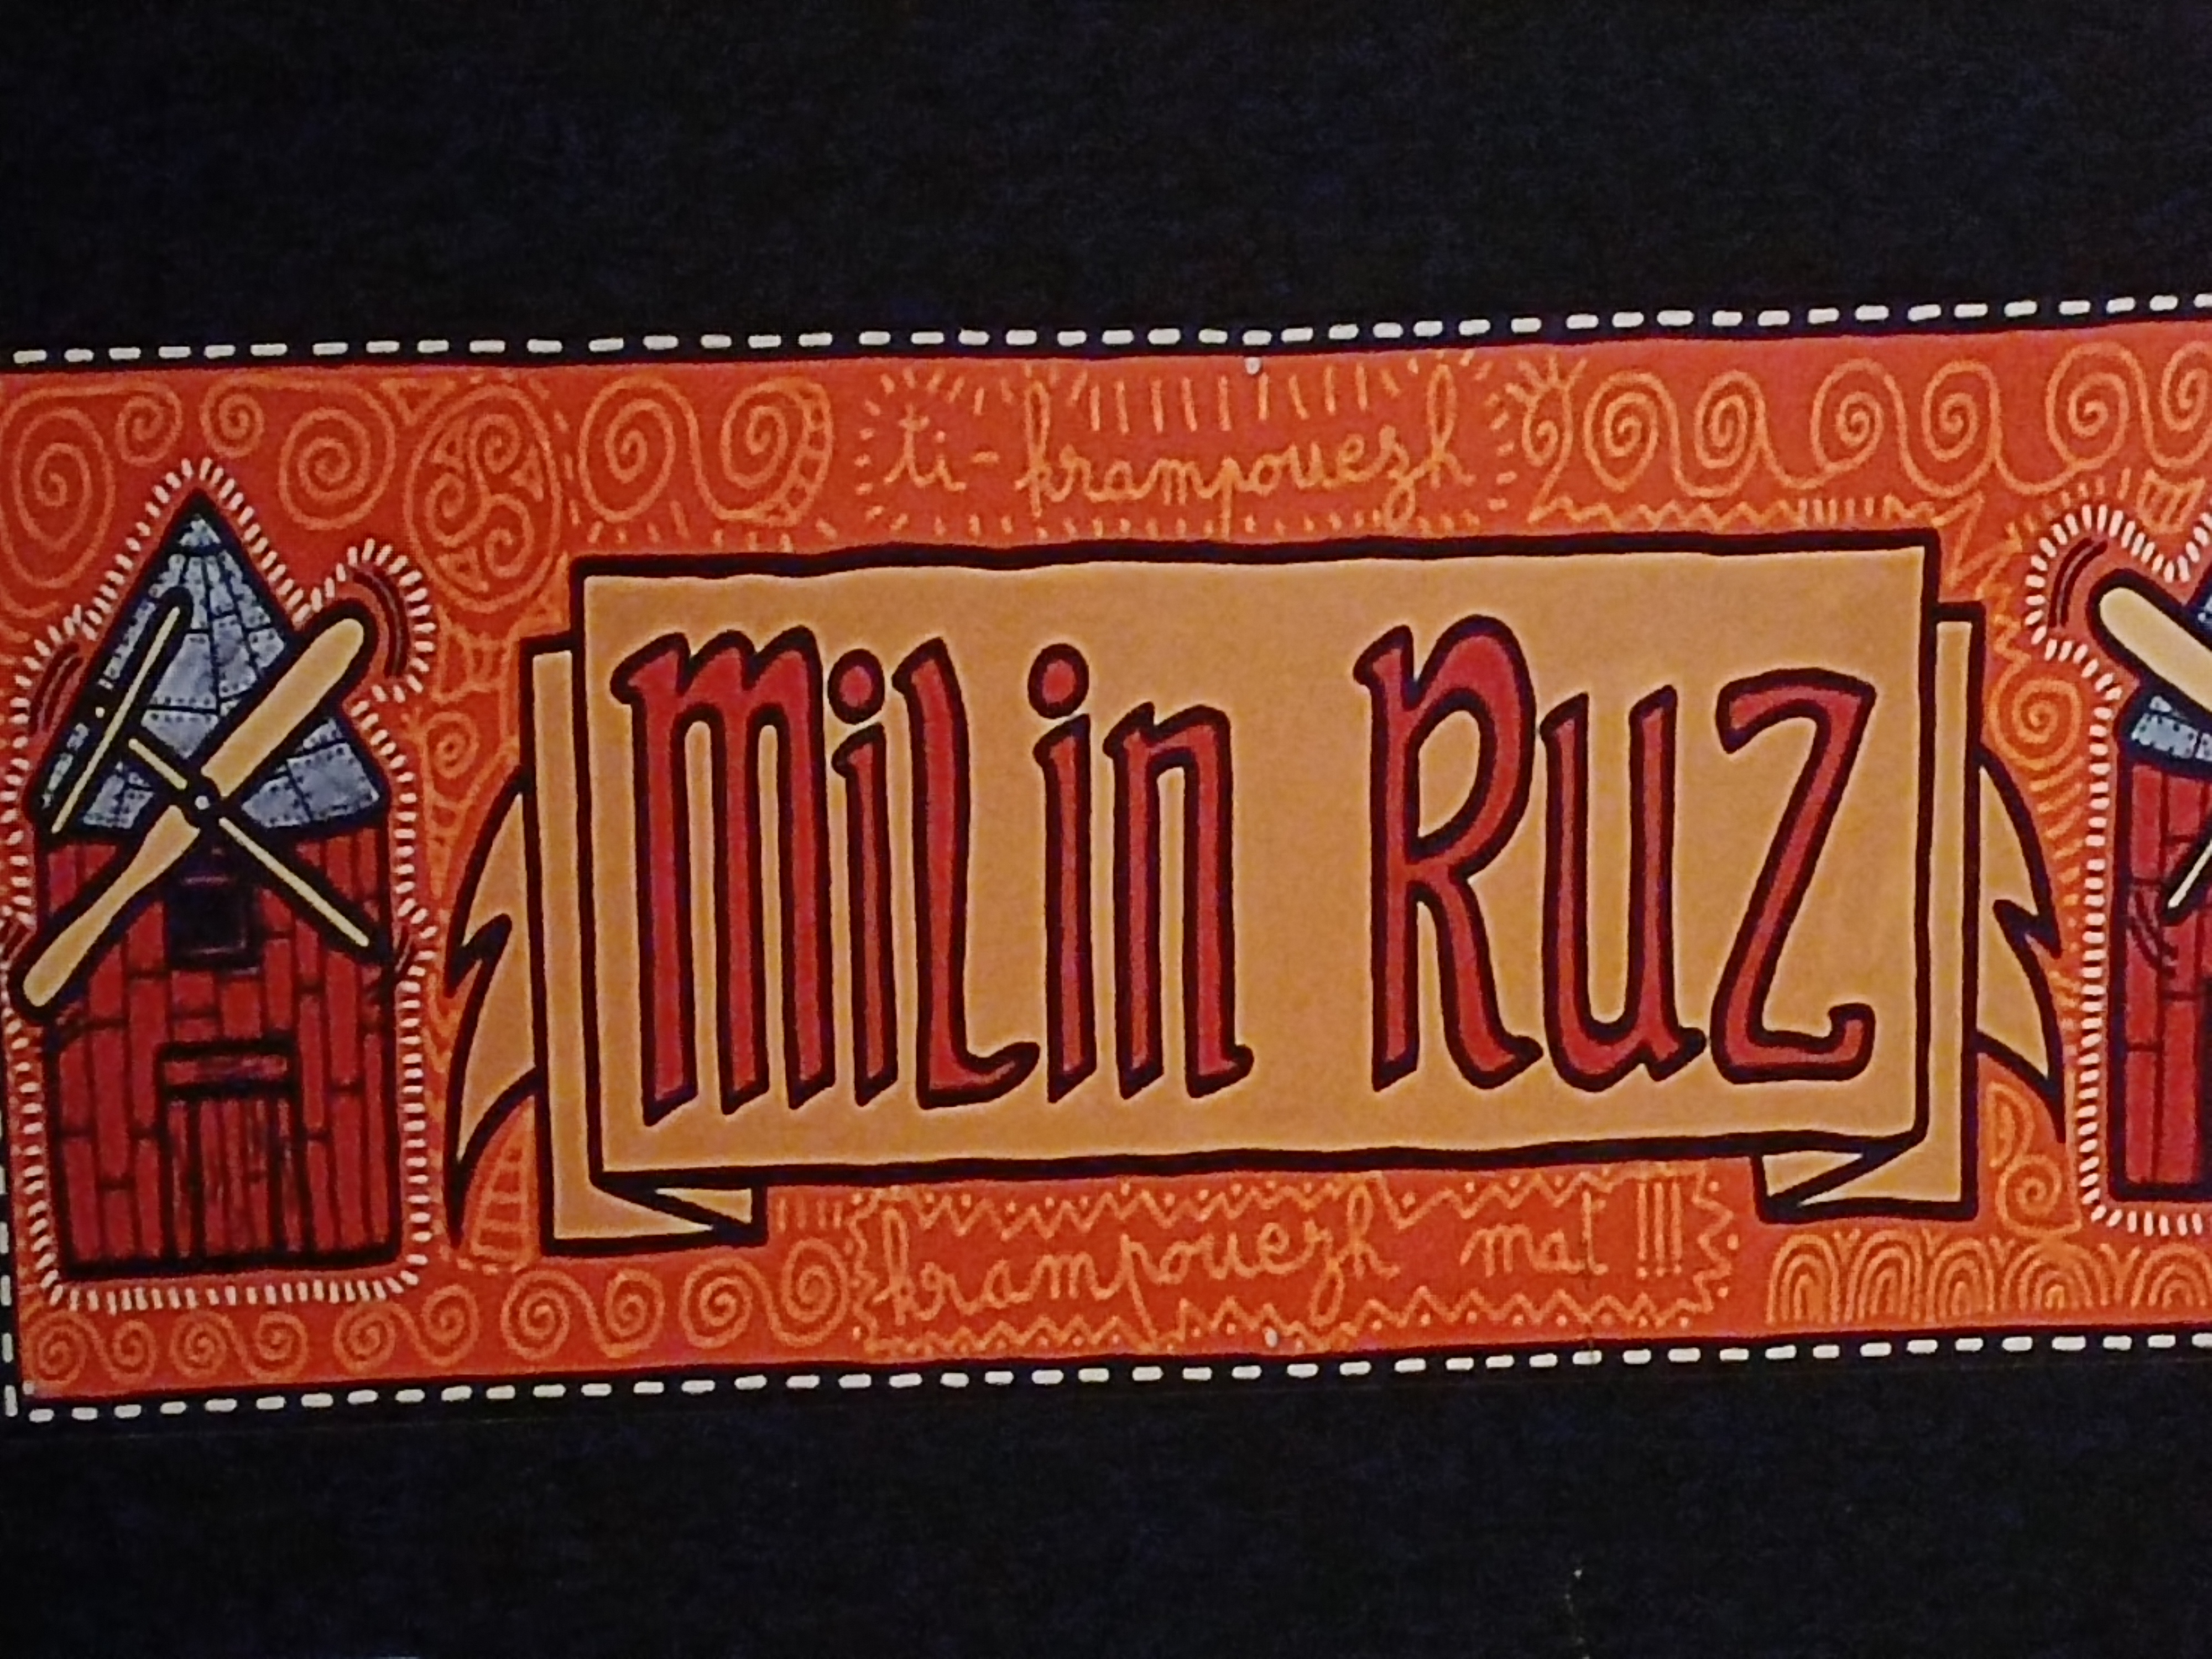 ti-krampouezh
Milin Ruz
krampouezh mat !!!